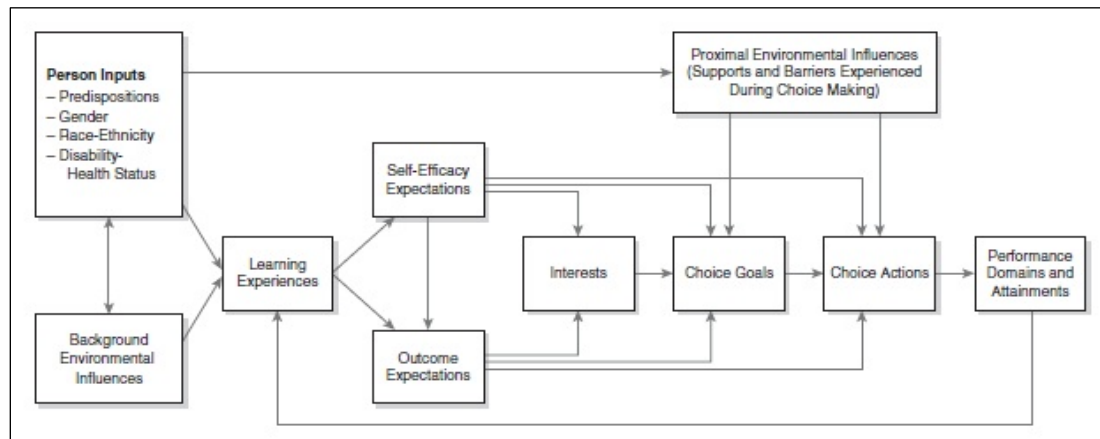 Person Inputs
– Predispositions
– Gender
– Race-Ethnicity
– Disability-
Health Status
Proximal Environmental Influences
(Supports and Barriers Experienced
During Choice Making)
Self-Efficacy
Expectations
Learning
Experiences
Interests
Choice Goals
Choice Actions
Performance
Domains and
Attainments
Background
Environmental
Influences
Outcome
Expectations